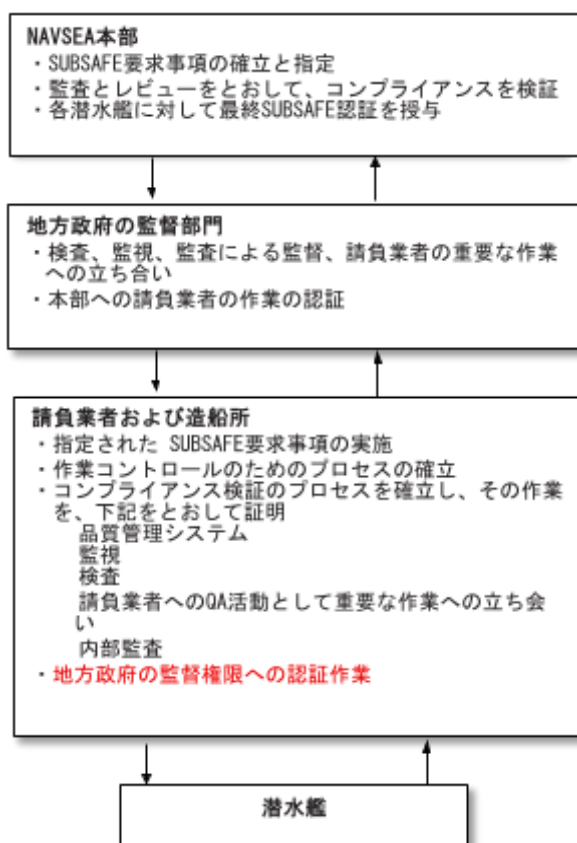 NAVSEA本部
・SUBSAFE要求事項の確立と指定
・監査とレビューをとおして、コンプライアンスを検証
・各潜水艦に対して最終SUBSAFE認証を授与
地方政府の監督部門
・検査、監視、監査による監督、請負業者の重要な作業
への立ち合い
・本部への請負業者の作業の認証
請負業者および造船所
・指定された SUBSAFE要求事項の実施
・作業コントロールのためのプロセスの確立
・コンプライアンス検証のプロセスを確立し、その作業
を、下記をとおして証明
品質管理システム
監視
検査
請負業者へのQA活動として重要な作業への立ち会
い
内部監査
・地方政府の監督権限への認証作業
潜水艦